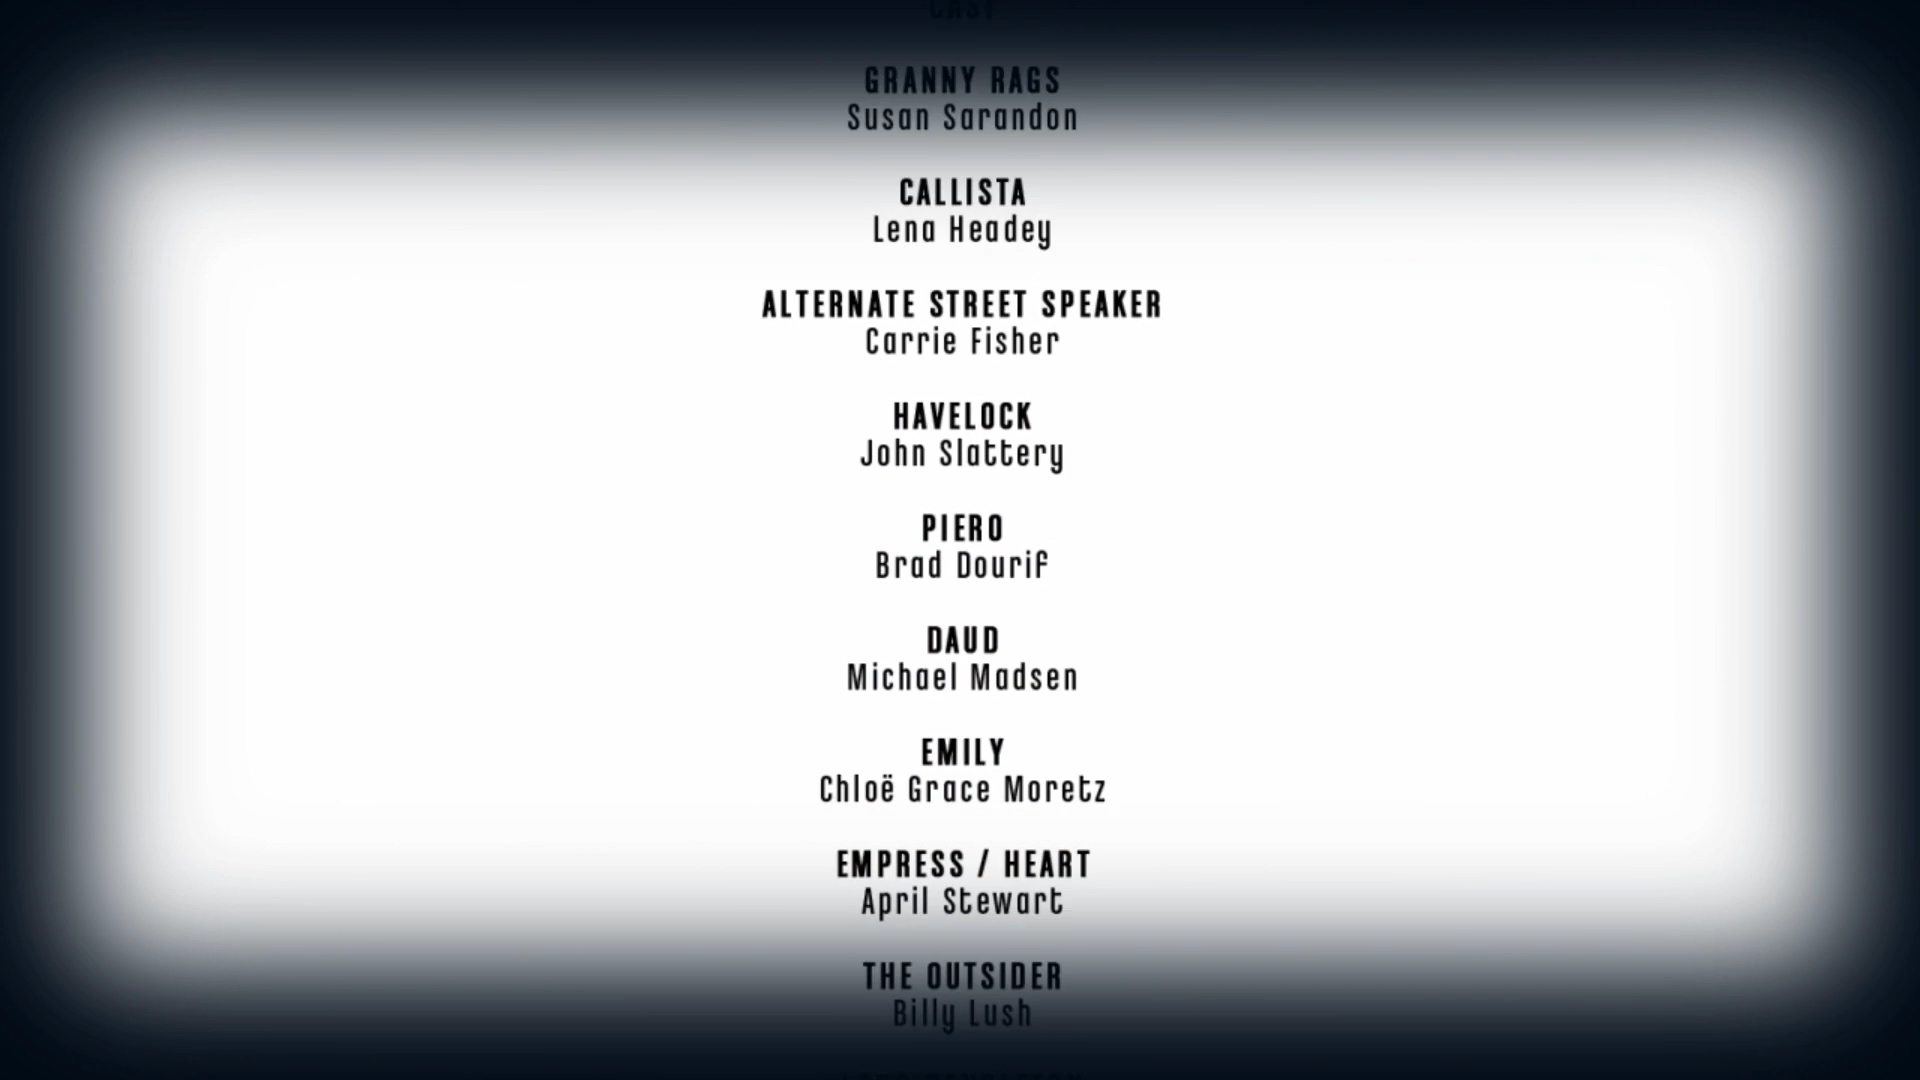 CAST
GRANNY RAGS
Susan Sarandon
CALLISTA
Lena Headey
ALTERNATE STREET SPEAKER
Carrie Fisher
HAVELOCK
John Slattery
PIERO
Brad Dourif
DAUD
Michael Madsen
EMILY
Chloë Grace Moretz
EMPRESS / HEART
April Stewart
THE OUTSIDER
Billy Lush